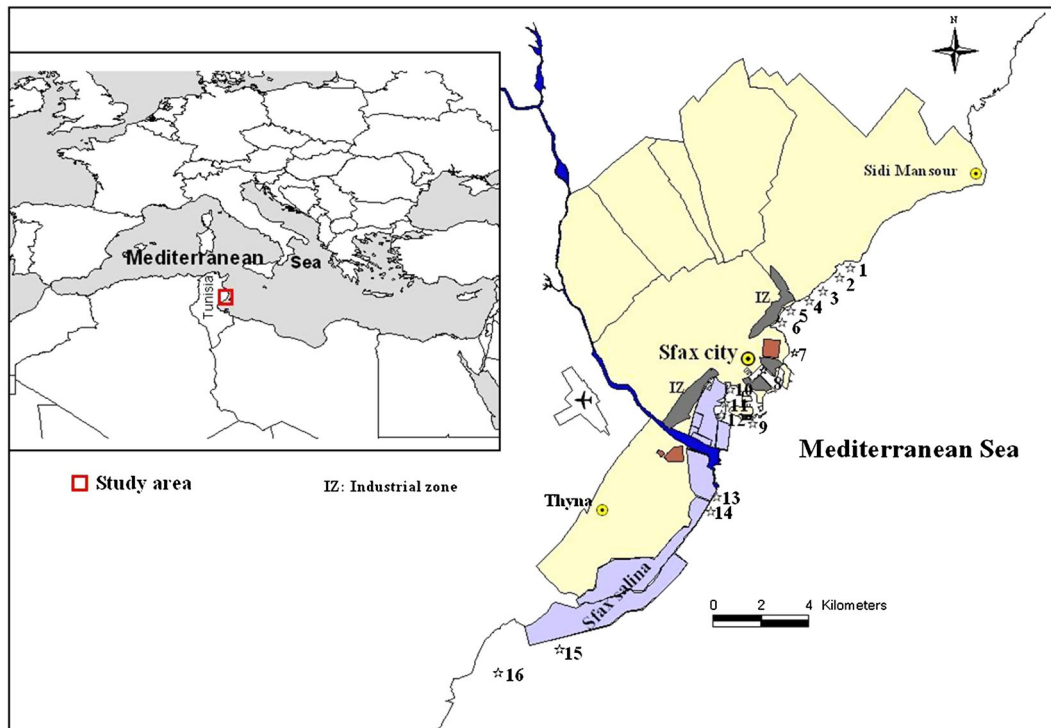 N
Sidi Mansour
Mediterranean
Sea
Tunisia
1
2
3
4
5
6
IZ
7
Sfax city
8
IZ
10
11
12
9
Mediterranean Sea
Study area
IZ: Industrial zone
13
14
Thyna
Sfax salina
0 2 4 Kilometers
15
16